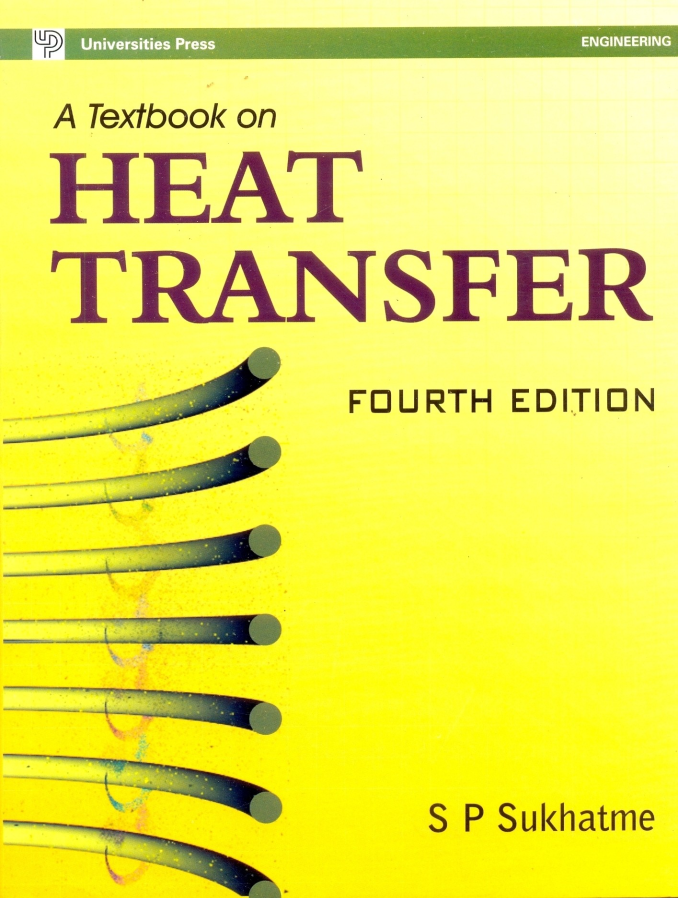 UP
Universities Press
ENGINEERING
A Textbook on
HEAT
TRANSFER
FOURTH EDITION
S P Sukhatme